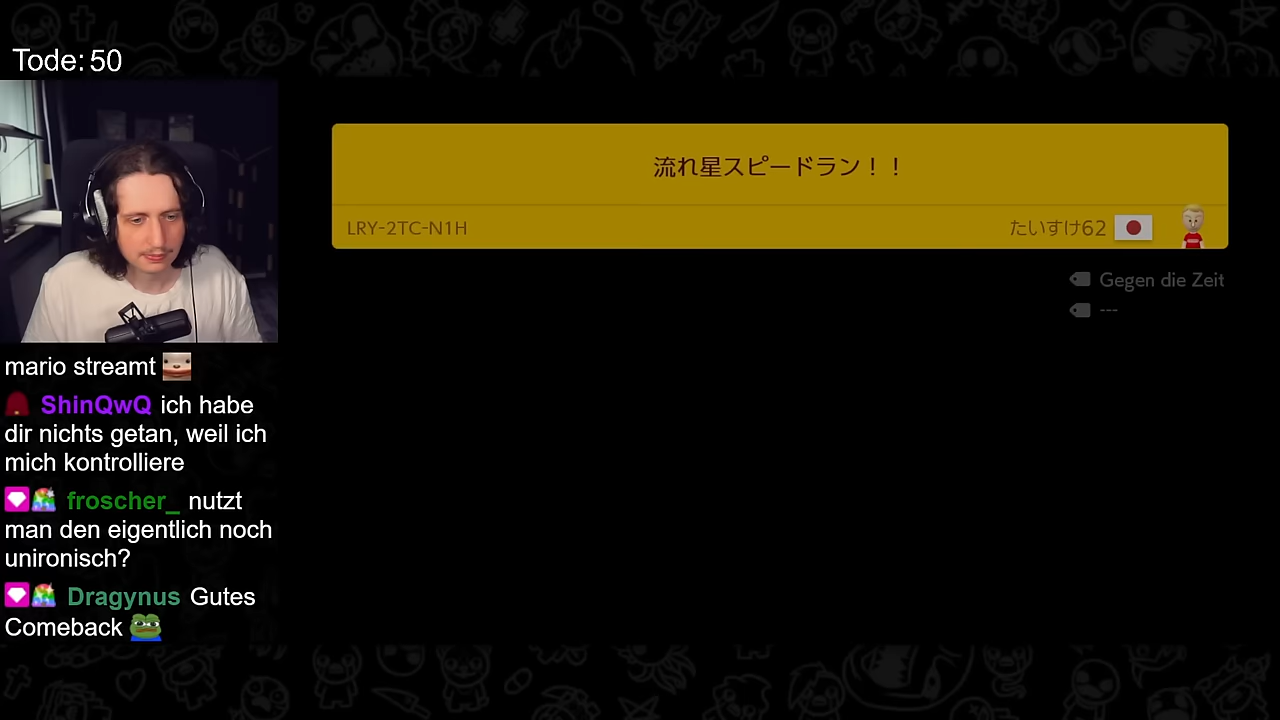 Tode: 50
流れ星スピードラン！！
LRY-2TC-N1H
たいすけ62
Gegen die Zeit
---
mario streamt
ShinQwQ ich habe
dir nichts getan, weil ich
mich kontrolliere
froscher_ nutzt
man den eigentlich noch
unironisch?
Dragynus Gutes
Comeback